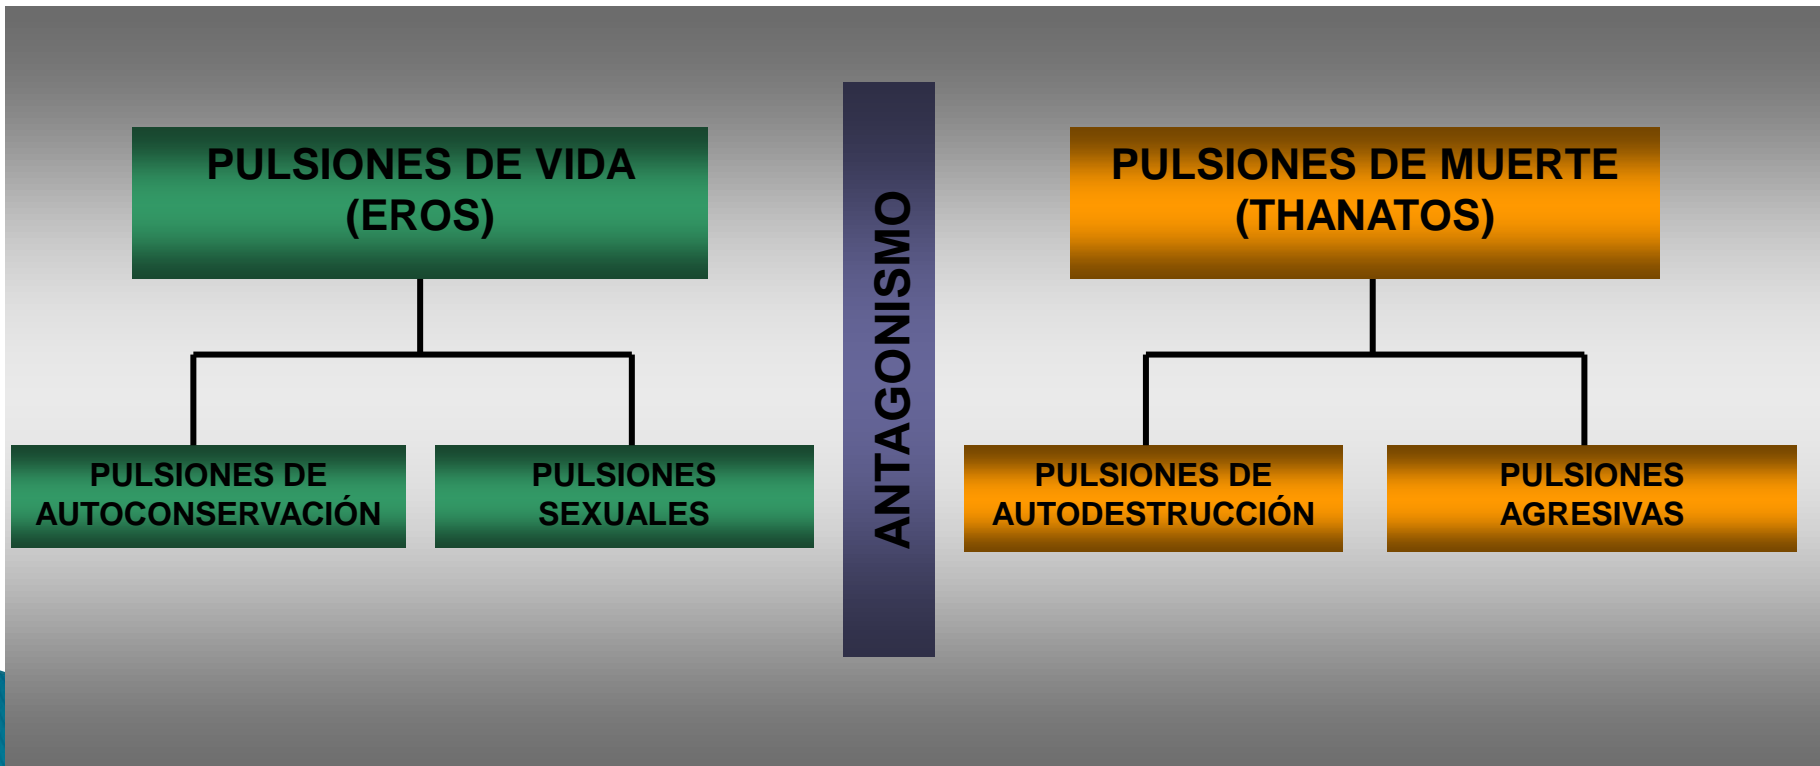 PULSIONES DE VIDA
(EROS)
PULSIONES DE
AUTOCONSERVACIÓN
PULSIONES
SEXUALES
ANTAGONISMO
PULSIONES DE MUERTE
(THANATOS)
PULSIONES DE
AUTODESTRUCCIÓN
PULSIONES
AGRESIVAS